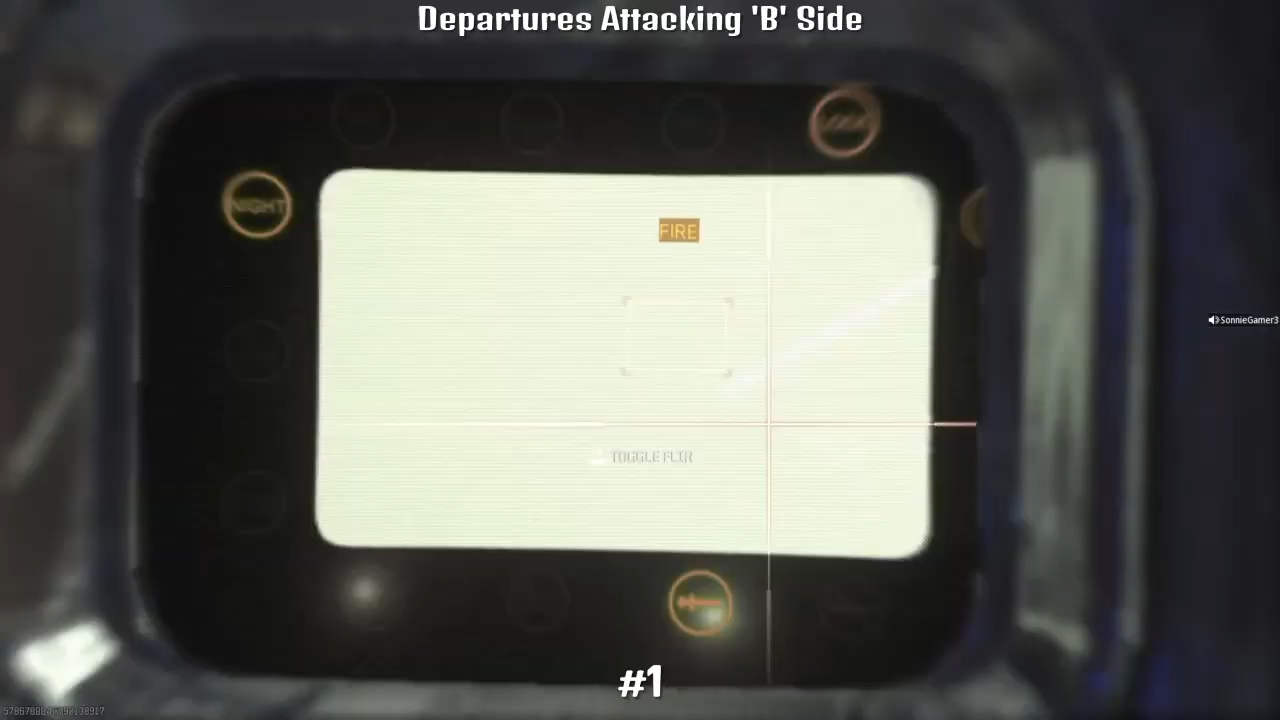 Departures Attacking 'B' Side
NIGHT
FIRE
SonnieGamer3
TOGGLE FLIR
#1